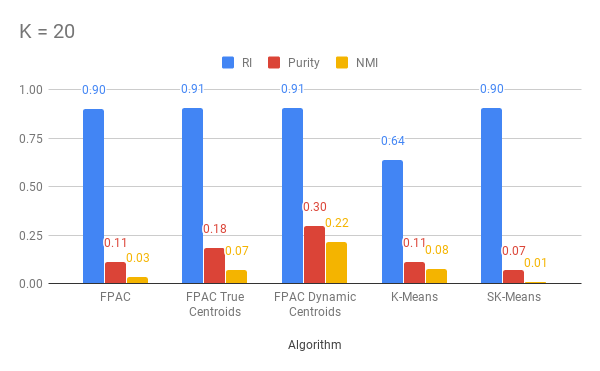 K = 20
RI Purity NMI
1.00
0.75
0.50
0.25
0.00
0.90 0.11 0.03
0.91 0.18 0.07
0.91 0.30 0.22
0.64 0.11 0.08
0.90 0.07 0.01
FPAC
FPAC True
Centroids
FPAC Dynamic
Centroids
K-Means
SK-Means
Algorithm